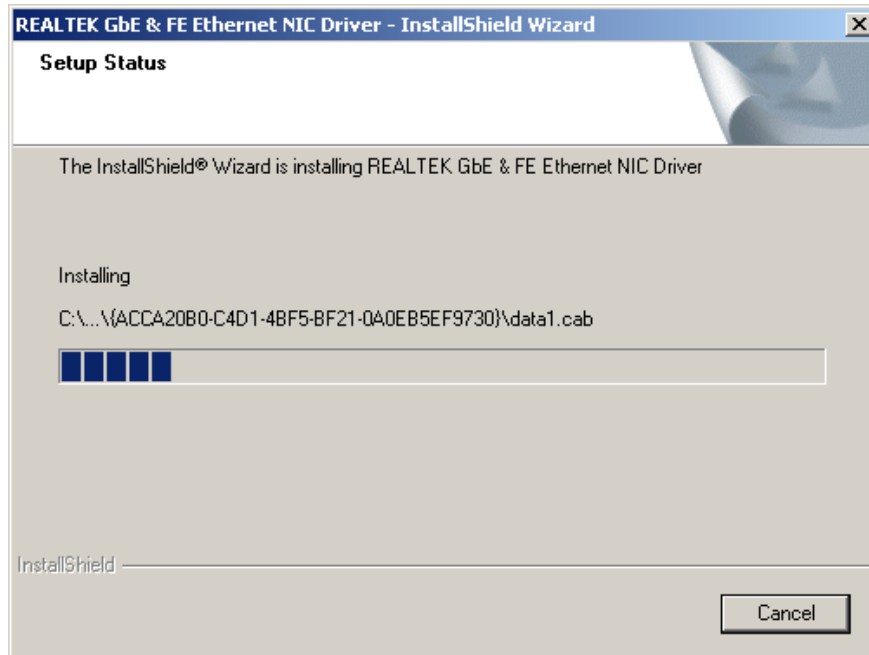 REALTEK GbE & FE Ethernet NIC Driver - InstallShield Wizard
Setup Status
The InstallShield® Wizard is installing REALTEK GbE & FE Ethernet NIC Driver
Installing
C:\...\{ACCA20B0-C4D1-4BF5-BF21-0A0EB5EF9730}\data1.cab
InstallShield
Cancel